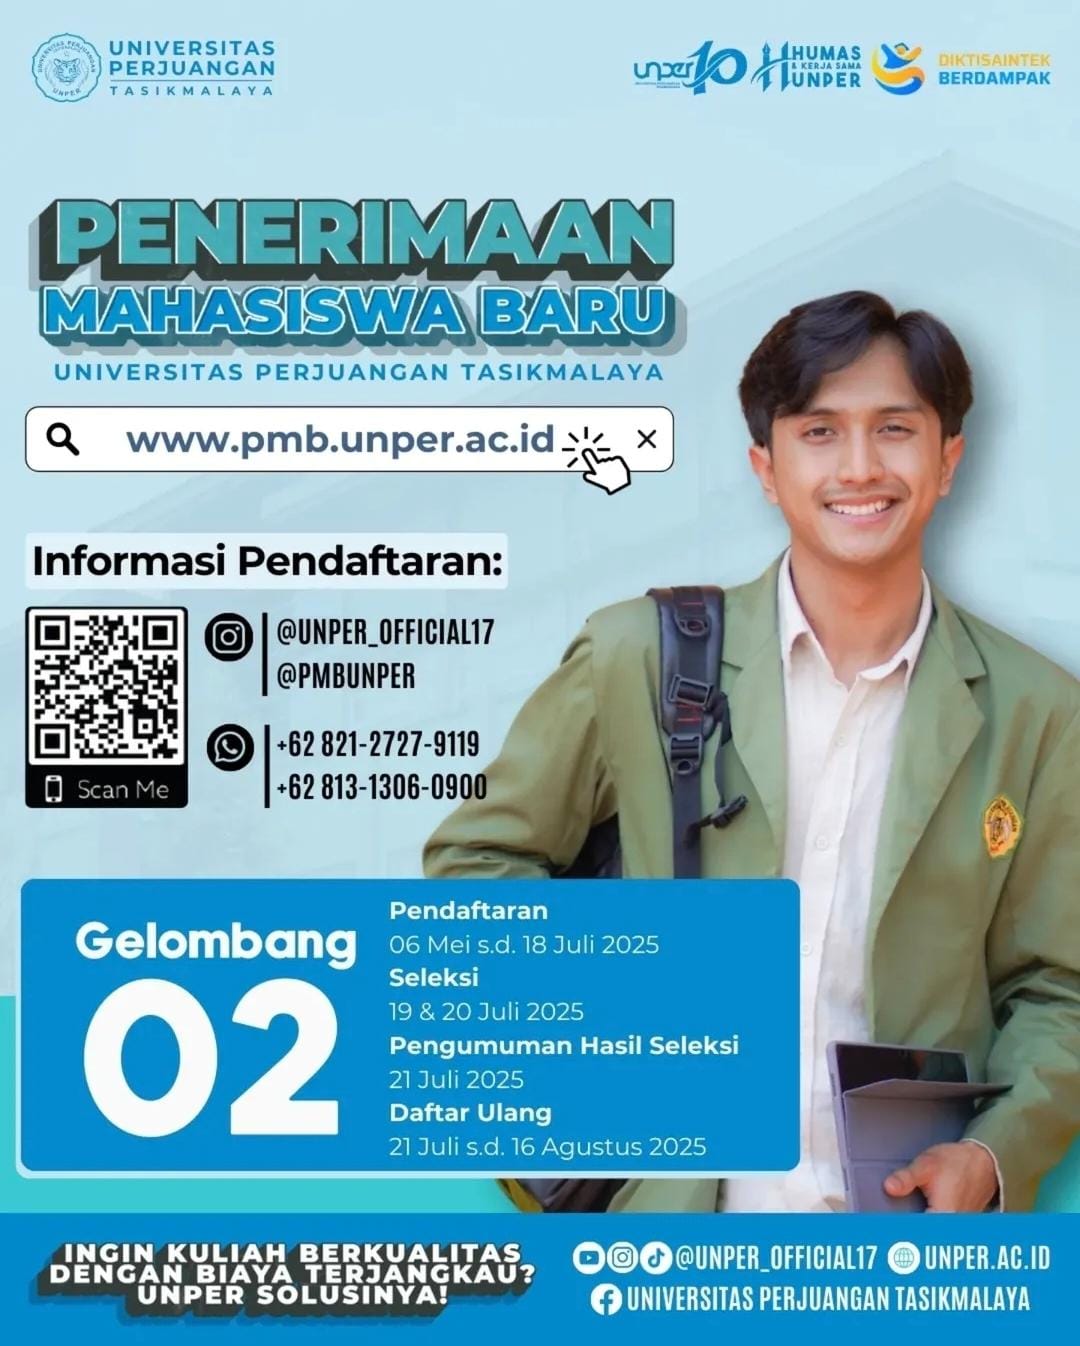 UNIVERSITAS
PERJUANGAN
TASIKMALAYA
unper 10
HUMAS
& KERJA SAMA
UNPER
DIKTISAINTEK
BERDAMPAK
PENERIMAAN
MAHASISWA BARU
UNIVERSITAS PERJUANGAN TASIKMALAYA
www.pmb.unper.ac.id
Informasi Pendaftaran:
@UNPER_OFFICIAL17
@PMBUNPER
+62 821-2727-9119
+62 813-1306-0900
Scan Me
Gelombang
02
Pendaftaran
06 Mei s.d. 18 Juli 2025
Seleksi
19 & 20 Juli 2025
Pengumuman Hasil Seleksi
21 Juli 2025
Daftar Ulang
21 Juli s.d. 16 Agustus 2025
INGIN KULIAH BERKUALITAS
DENGAN BIAYA TERJANGKAU?
UNPER SOLUSINYA!
@UNPER_OFFICIAL17
UNPER.AC.ID
UNIVERSITAS PERJUANGAN TASIKMALAYA